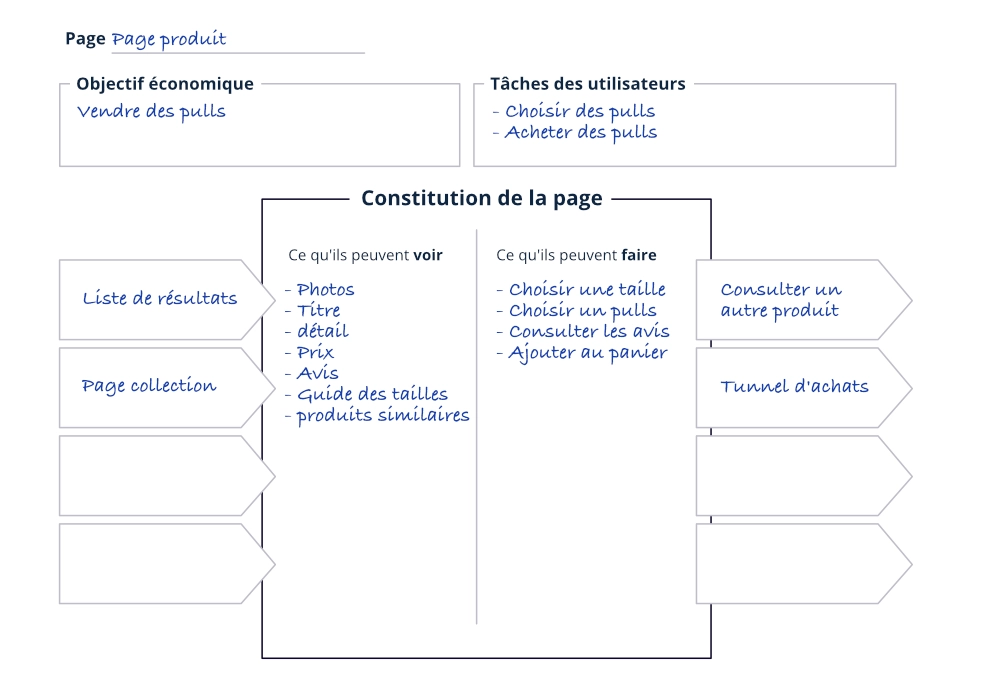 Page Page produit
Objectif économique
Vendre des pulls
Tâches des utilisateurs
- Choisir des pulls
- Acheter des pulls
Constitution de la page
Liste de résultats
Page collection
Ce qu'ils peuvent voir
- Photos
- Titre
- détail
- Prix
- Avis
- Guide des tailles
- produits similaires
Ce qu'ils peuvent faire
- Choisir une taille
- Choisir un pulls
- Consulter les avis
- Ajouter au panier
Consulter un
autre produit
Tunnel d'achats